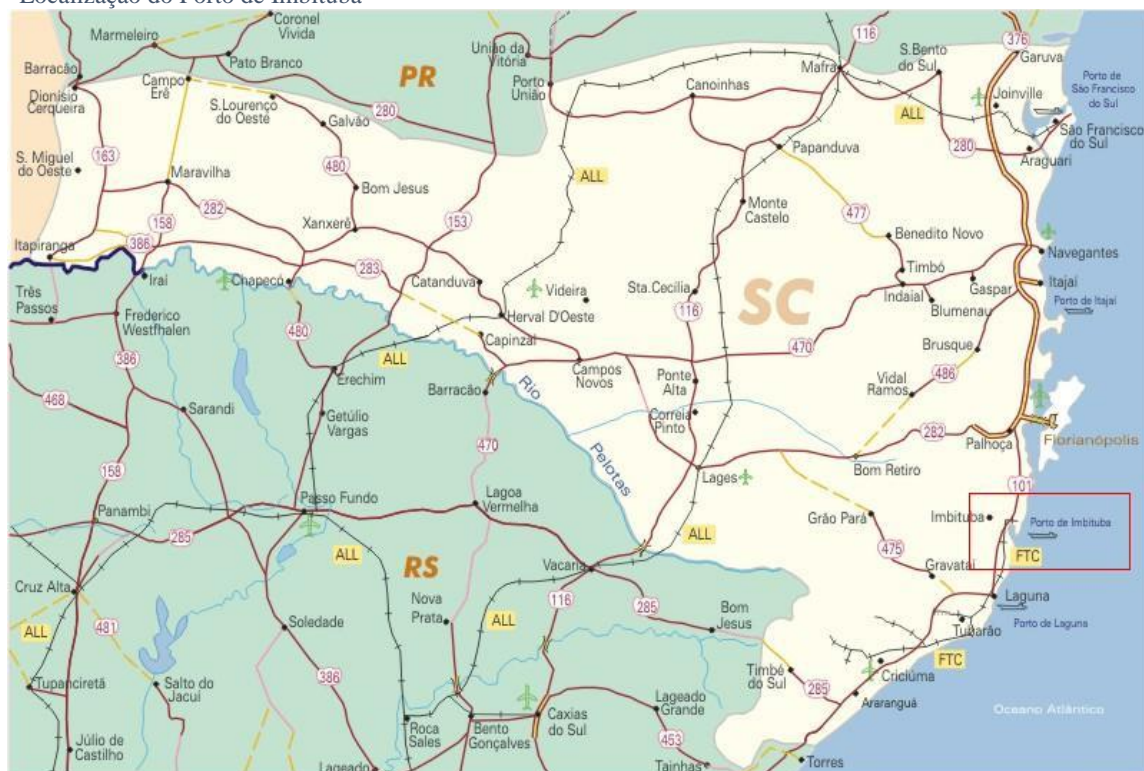 Localização do Porto de Imbituba
Coronel
Vivida
Marmeleiro
Pato Branco
União da
Vitória
116
376
Garuva
S.Bento
do Sul
Mafra
Barracão
Dionísio
Cerqueira
Campo
Erê
PR
Porto
União
Canoinhas
Porto de
São Francisco
do Sul
Joinville
S.Lourenço
do Oeste
Galvão
280
ALL
São Francisco
do Sul
163
S. Miguel
do Oeste
Maravilha
480
Bom Jesus
ALL
Papanduva
280
Araguari
282
158
Xanxerê
153
Monte
Castelo
477
Benedito Novo
Itapiranga
386
Navegantes
Iraí
Chapecó
283
Catanduva
Videira
Sta.Cecilia
SC
Timbó
Indaial
Gaspar
Blumenau
Itajaí
Porto de Itajaí
Três
Passos
Frederico
Westfhalen
480
Herval D'Oeste
116
Capinzal
470
Brusque
386
ALL
Erechim
Barracão
Rio
Pelotas
Campos
Novos
Ponte
Alta
Vidal
Ramos
486
468
Sarandi
Getúlio
Vargas
Correia
Pinto
282
Palhoça
Florianópolis
470
158
Lages
Bom Retiro
101
Passo Fundo
Lagoa
Vermelha
Panambi
285
Grão Pará
Imbituba
Porto de Imbituba
ALL
ALL
475
FTC
RS
Vacaria
Gravataí
Cruz Alta
Nova
Prata
116
285
Laguna
Porto de Laguna
ALL
481
Soledade
ALL
Bom
Jesus
Tubarão
FTC
Tupanciretã
Salto do
Jacuí
386
Timbé
do Sul
Criciúma
285
Araranguá
Lageado
Grande
Oceano Atlântico
Júlio de
Castilho
Roca
Sales
Bento
Gonçalves
Caxias
do Sul
453
Lageado
Tainhas
Torres